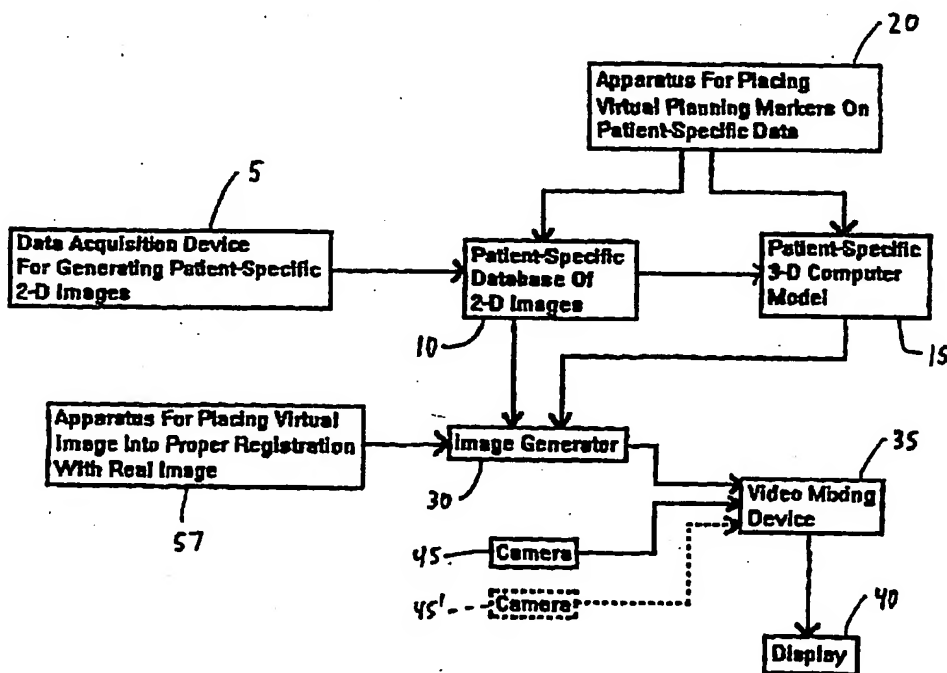 20
Apparatus For Placing
Virtual Planning Markers On
Patient-Specific Data
5
Data Acquisition Device
For Generating Patient-Specific
2-D Images
Patient-Specific
Database Of
2-D Images
Patient-Specific
3-D Computer
Model
10
15
Apparatus For Placing Virtual
Image Into Proper Registration
With Real Image
Image Generator
35
30
Video Mixing
Device
57
45
Camera
45'
Camera
40
Display